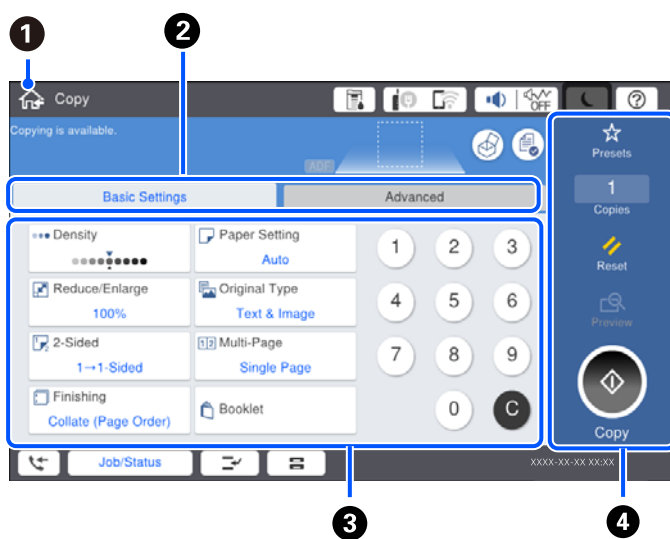 1
2
Copy
OFF
Copying is available.
ADF
Basic Settings
Advanced
Density
Paper Setting
Auto
Reduce/Enlarge
100%
Original Type
Text & Image
2-Sided
1→1-Sided
Multi-Page
Single Page
Finishing
Collate (Page Order)
Booklet
1 2 3
4 5 6
7 8 9
0 C
Presets
1
Copies
Reset
Preview
Copy
Job/Status
XXXX-XX-XX XX:XX
3
4